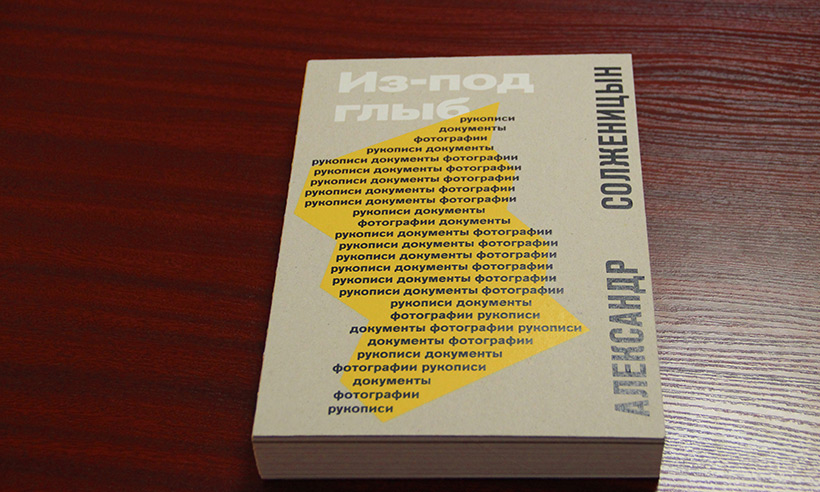 Из-под
глыб
рукописи
документы
фотографии
рукописи документы
рукописи документы фотографии
рукописи документы фотографии
рукописи документы фотографии
рукописи документы фотографии
рукописи документы фотографии
рукописи документы
фотографии документы
рукописи документы фотографии
рукописи документы фотографии
рукописи документы фотографии
рукописи документы фотографии
рукописи документы фотографии
рукописи документы фотографии
рукописи документы
фотографии рукописи
документы фотографии рукописи
документы фотографии
рукописи документы
фотографии рукописи
документы
фотографии
рукописи
АЛЕКСАНДР СОЛЖЕНИЦЫН